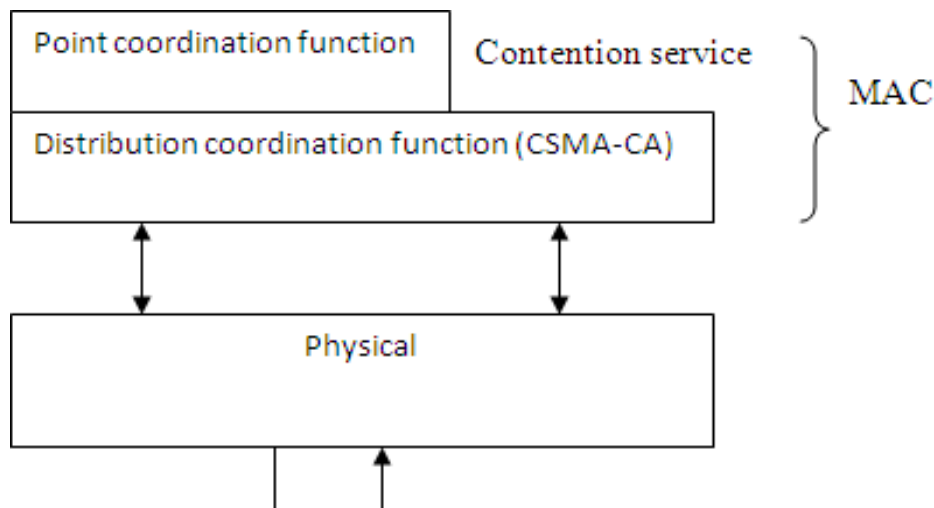 Point coordination function
Contention service
MAC
Distribution coordination function (CSMA-CA)
Physical